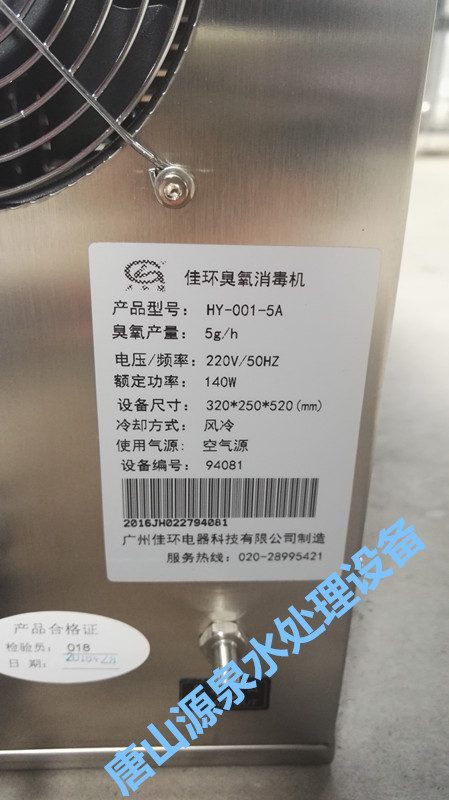 佳环臭氧消毒机
产品型号: HY-001-5A
臭氧产量: 5g/h
电压/频率: 220V/50HZ
额定功率: 140W
设备尺寸: 320*250*520(mm)
冷却方式: 风冷
使用气源: 空气源
设备编号: 94081
2016JH022794081
广州佳环电器科技有限公司制造
服务热线: 020-28995421
产品合格证
检验员: 018
日期:
唐山源泉水处理设备